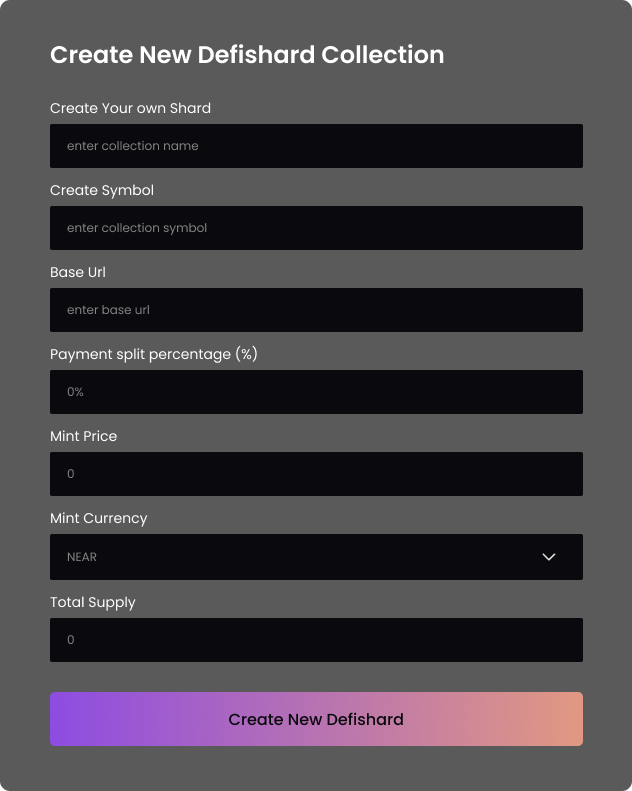 Create New Defishard Collection
Create Your own Shard
enter collection name
Create Symbol
enter collection symbol
Base Url
enter base url
Payment split percentage (%)
0%
Mint Price
0
Mint Currency
NEAR
Total Supply
0
Create New Defishard